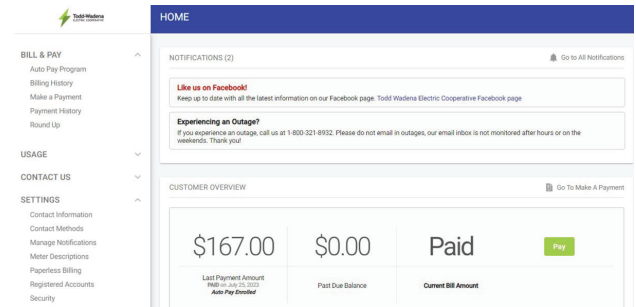 Todd-Wadena
ELECTRIC COOPERATIVE
HOME
BILL & PAY
Auto Pay Program
Billing History
Make a Payment
Payment History
Round Up
USAGE
CONTACT US
SETTINGS
Contact Information
Contact Methods
Manage Notifications
Meter Descriptions
Paperless Billing
Registered Accounts
Security
NOTIFICATIONS (2)
Go to All Notifications
Like us on Facebook!
Keep up to date with all the latest information on our Facebook page. Todd Wadena Electric Cooperative Facebook page
Experiencing an Outage?
If you experience an outage, call us at 1-800-321-8932. Please do not email in outages, our email inbox is not monitored after hours or on the
weekends. Thank you!
CUSTOMER OVERVIEW
Go To Make A Payment
$167.00
Last Payment Amount
PAID on July 25, 2023
Auto Pay Enrolled
$0.00
Past Due Balance
Paid
Current Bill Amount
Pay